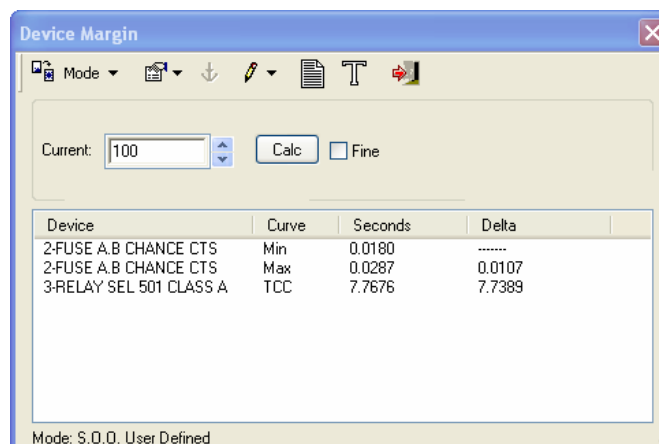 Device Margin
Mode
T
Current: 100 Calc Fine
Device Curve Seconds Delta
2-FUSE A.B CHANCE CTS Min 0.0180 -------
2-FUSE A.B CHANCE CTS Max 0.0287 0.0107
3-RELAY SEL 501 CLASS A TCC 7.7676 7.7389
Mode: S.O.O. User Defined